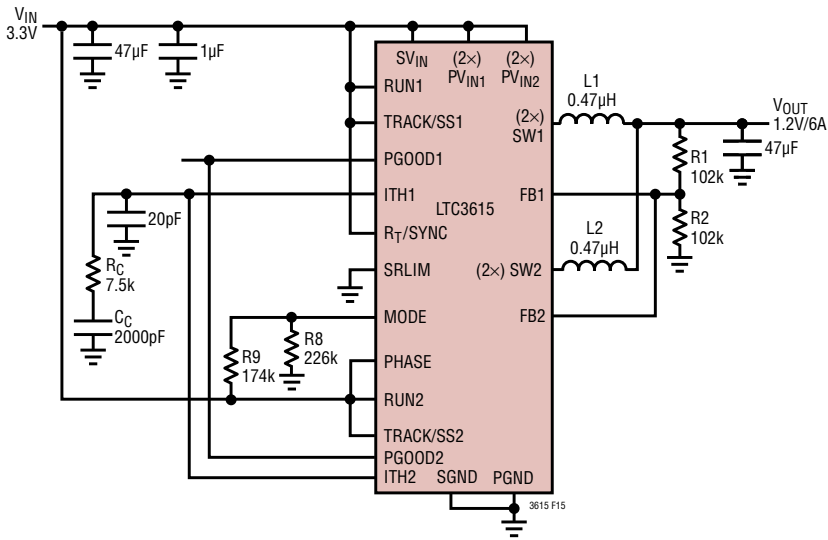 VIN
3.3V
47µF
1µF
SVIN
(2×)
PVIN1
(2×)
PVIN2
RUN1
TRACK/SS1
PGOOD1
ITH1
RT/SYNC
SRLIM
MODE
PHASE
RUN2
TRACK/SS2
PGOOD2
ITH2
SGND
PGND
LTC3615
(2×)
SW1
FB1
(2×) SW2
FB2
L1
0.47µH
L2
0.47µH
VOUT
1.2V/6A
47µF
R1
102k
R2
102k
20pF
RC
7.5k
CC
2000pF
R9
174k
R8
226k
3615 F15